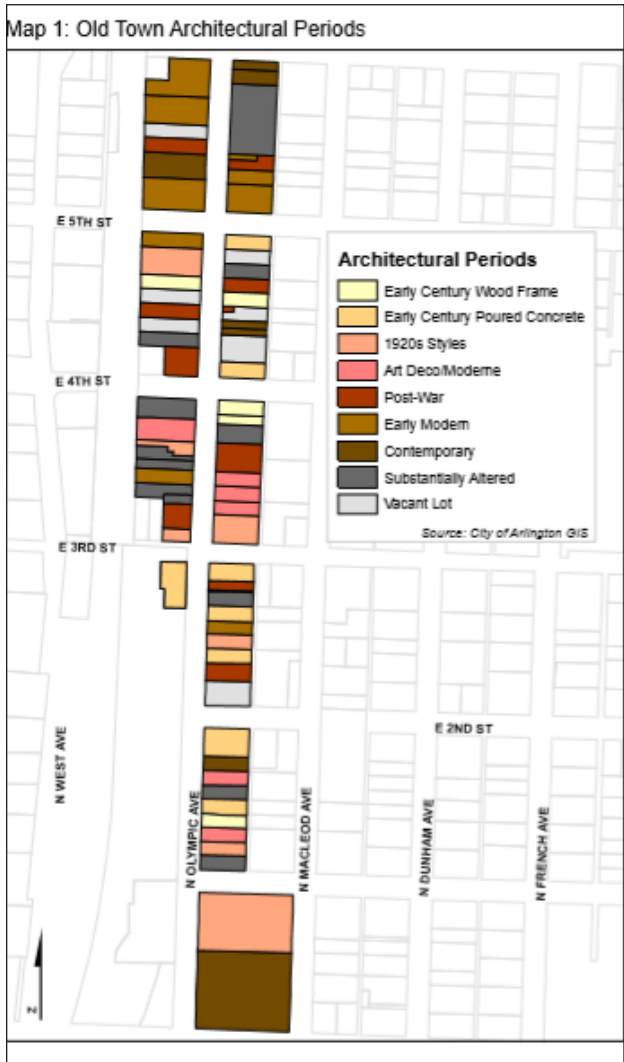 Map 1: Old Town Architectural Periods
E 5TH ST
Architectural Periods
Early Century Wood Frame
Early Century Poured Concrete
1920s Styles
Art Deco/Moderne
Post-War
Early Modern
Contemporary
Substantially Altered
Vacant Lot
Source: City of Arlington GIS
E 4TH ST
E 3RD ST
E 2ND ST
N WEST AVE
N OLYMPIC AVE
N MACLEOD AVE
N DUNHAM AVE
N FRENCH AVE
N